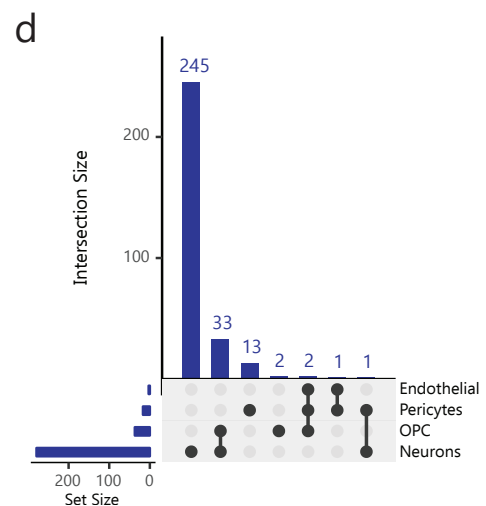 d
245
200
Intersection Size
100
33
13
2
2
1
1
Endothelial
Pericytes
OPC
Neurons
200 100 0
Set Size